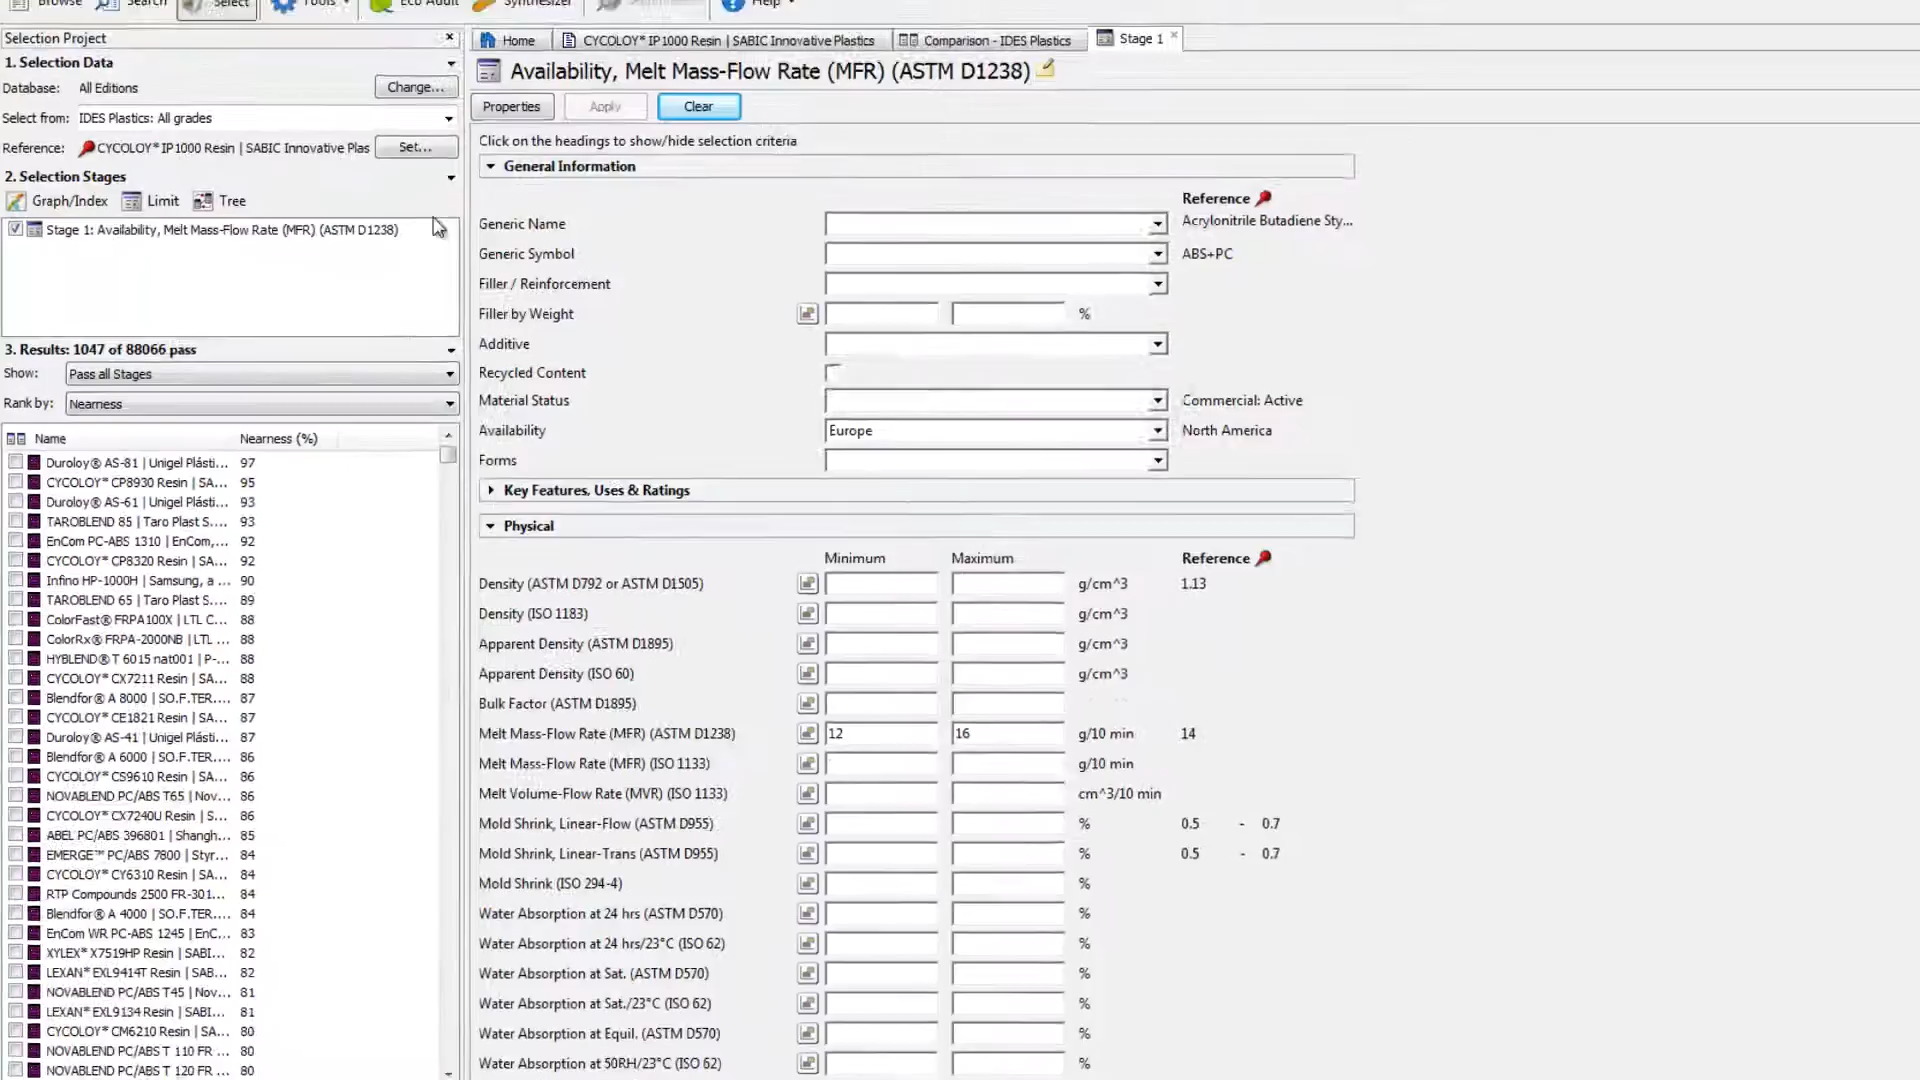 Browse Search Select Tools Eco Audit Synthesizer Help
Selection Project
Home CYCOLOY* IP1000 Resin | SABIC Innovative Plastics Comparison - IDES Plastics Stage 1
1. Selection Data
Database: All Editions Change...
Select from: IDES Plastics: All grades
Reference: CYCOLOY* IP1000 Resin | SABIC Innovative Plas Set...
2. Selection Stages
Graph/Index Limit Tree
Stage 1: Availability, Melt Mass-Flow Rate (MFR) (ASTM D1238)
3. Results: 1047 of 88066 pass
Show: Pass all Stages
Rank by: Nearness
Name Nearness (%)
Duroloy® AS-81 | Unigel Plásti... 97
CYCOLOY* CP8930 Resin | SA... 95
Duroloy® AS-61 | Unigel Plásti... 93
TAROBLEND 85 | Taro Plast S.... 93
EnCom PC-ABS 1310 | EnCom,... 92
CYCOLOY* CP8320 Resin | SA... 92
Infino HP-1000H | Samsung, a ... 90
TAROBLEND 65 | Taro Plast S.... 89
ColorFast® FRPA100X | LTL C... 88
ColorRx® FRPA-2000NB | LTL ... 88
HYBLEND® T 6015 nat001 | P-... 88
CYCOLOY* CX7211 Resin | SA... 88
Blendfor® A 8000 | SO.F.TER.... 87
CYCOLOY* CE1821 Resin | SA... 87
Duroloy® AS-41 | Unigel Plásti... 87
Blendfor® A 6000 | SO.F.TER.... 86
CYCOLOY* CS9610 Resin | SA... 86
NOVABLEND PC/ABS T65 | Nov... 86
CYCOLOY* CX7240U Resin | S... 86
ABEL PC/ABS 396801 | Shangh... 85
EMERGE™ PC/ABS 7800 | Styr... 84
CYCOLOY* CY6310 Resin | SA... 84
RTP Compounds 2500 FR-301... 84
Blendfor® A 4000 | SO.F.TER.... 84
EnCom WR PC-ABS 1245 | EnC... 83
XYLEX* X7519HP Resin | SABI... 82
LEXAN* EXL9414T Resin | SAB... 82
NOVABLEND PC/ABS T45 | Nov... 81
LEXAN* EXL9134 Resin | SABI... 81
CYCOLOY* CM6210 Resin | SA... 80
NOVABLEND PC/ABS T 110 FR ... 80
NOVABLEND PC/ABS T 120 FR ... 80
Availability, Melt Mass-Flow Rate (MFR) (ASTM D1238)
Properties Apply Clear
Click on the headings to show/hide selection criteria
General Information
Reference
Generic Name Acrylonitrile Butadiene Sty...
Generic Symbol ABS+PC
Filler / Reinforcement
Filler by Weight %
Additive
Recycled Content
Material Status Commercial: Active
Availability Europe North America
Forms
Key Features, Uses & Ratings
Physical
Minimum Maximum Reference
Density (ASTM D792 or ASTM D1505) g/cm^3 1.13
Density (ISO 1183) g/cm^3
Apparent Density (ASTM D1895) g/cm^3
Apparent Density (ISO 60) g/cm^3
Bulk Factor (ASTM D1895)
Melt Mass-Flow Rate (MFR) (ASTM D1238) 12 16 g/10 min 14
Melt Mass-Flow Rate (MFR) (ISO 1133) g/10 min
Melt Volume-Flow Rate (MVR) (ISO 1133) cm^3/10 min
Mold Shrink, Linear-Flow (ASTM D955) % 0.5 - 0.7
Mold Shrink, Linear-Trans (ASTM D955) % 0.5 - 0.7
Mold Shrink (ISO 294-4) %
Water Absorption at 24 hrs (ASTM D570) %
Water Absorption at 24 hrs/23°C (ISO 62) %
Water Absorption at Sat. (ASTM D570) %
Water Absorption at Sat./23°C (ISO 62) %
Water Absorption at Equil. (ASTM D570) %
Water Absorption at 50RH/23°C (ISO 62) %